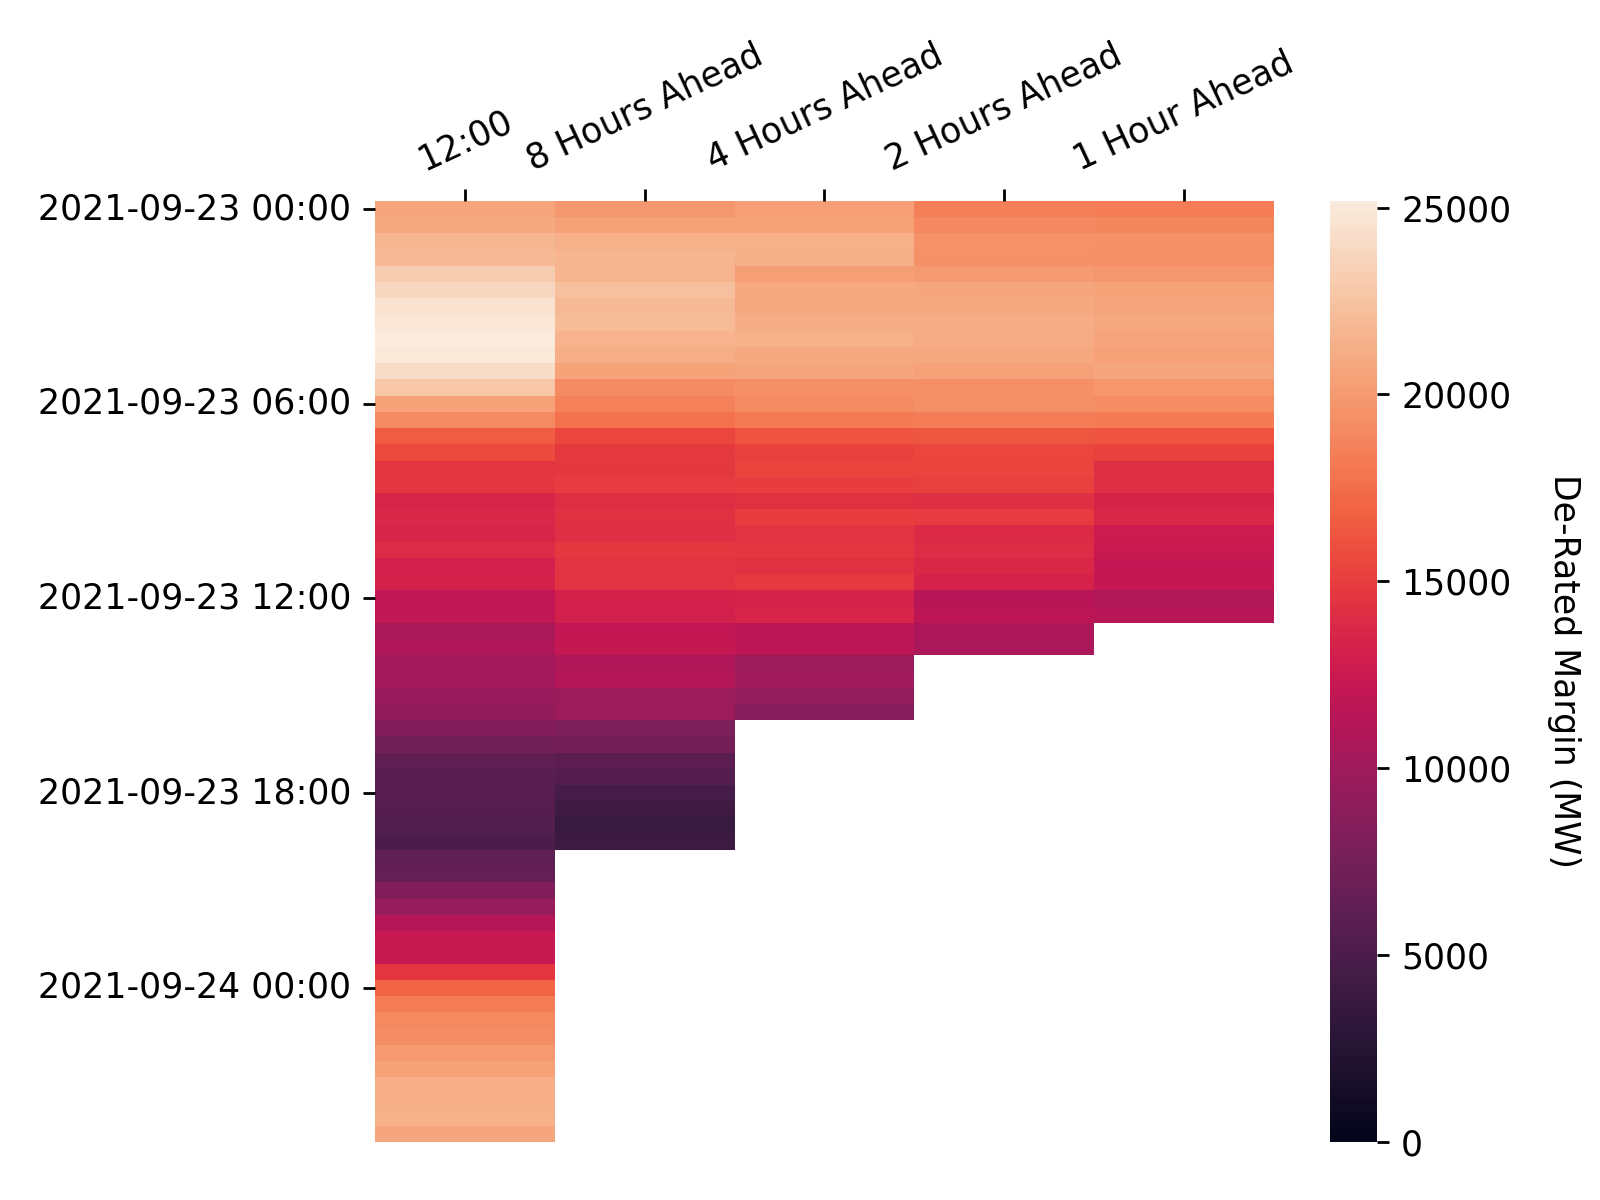 12:00
8 Hours Ahead
4 Hours Ahead
2 Hours Ahead
1 Hour Ahead
2021-09-23 00:00
2021-09-23 06:00
2021-09-23 12:00
2021-09-23 18:00
2021-09-24 00:00
25000
20000
15000
10000
5000
0
De-Rated Margin (MW)